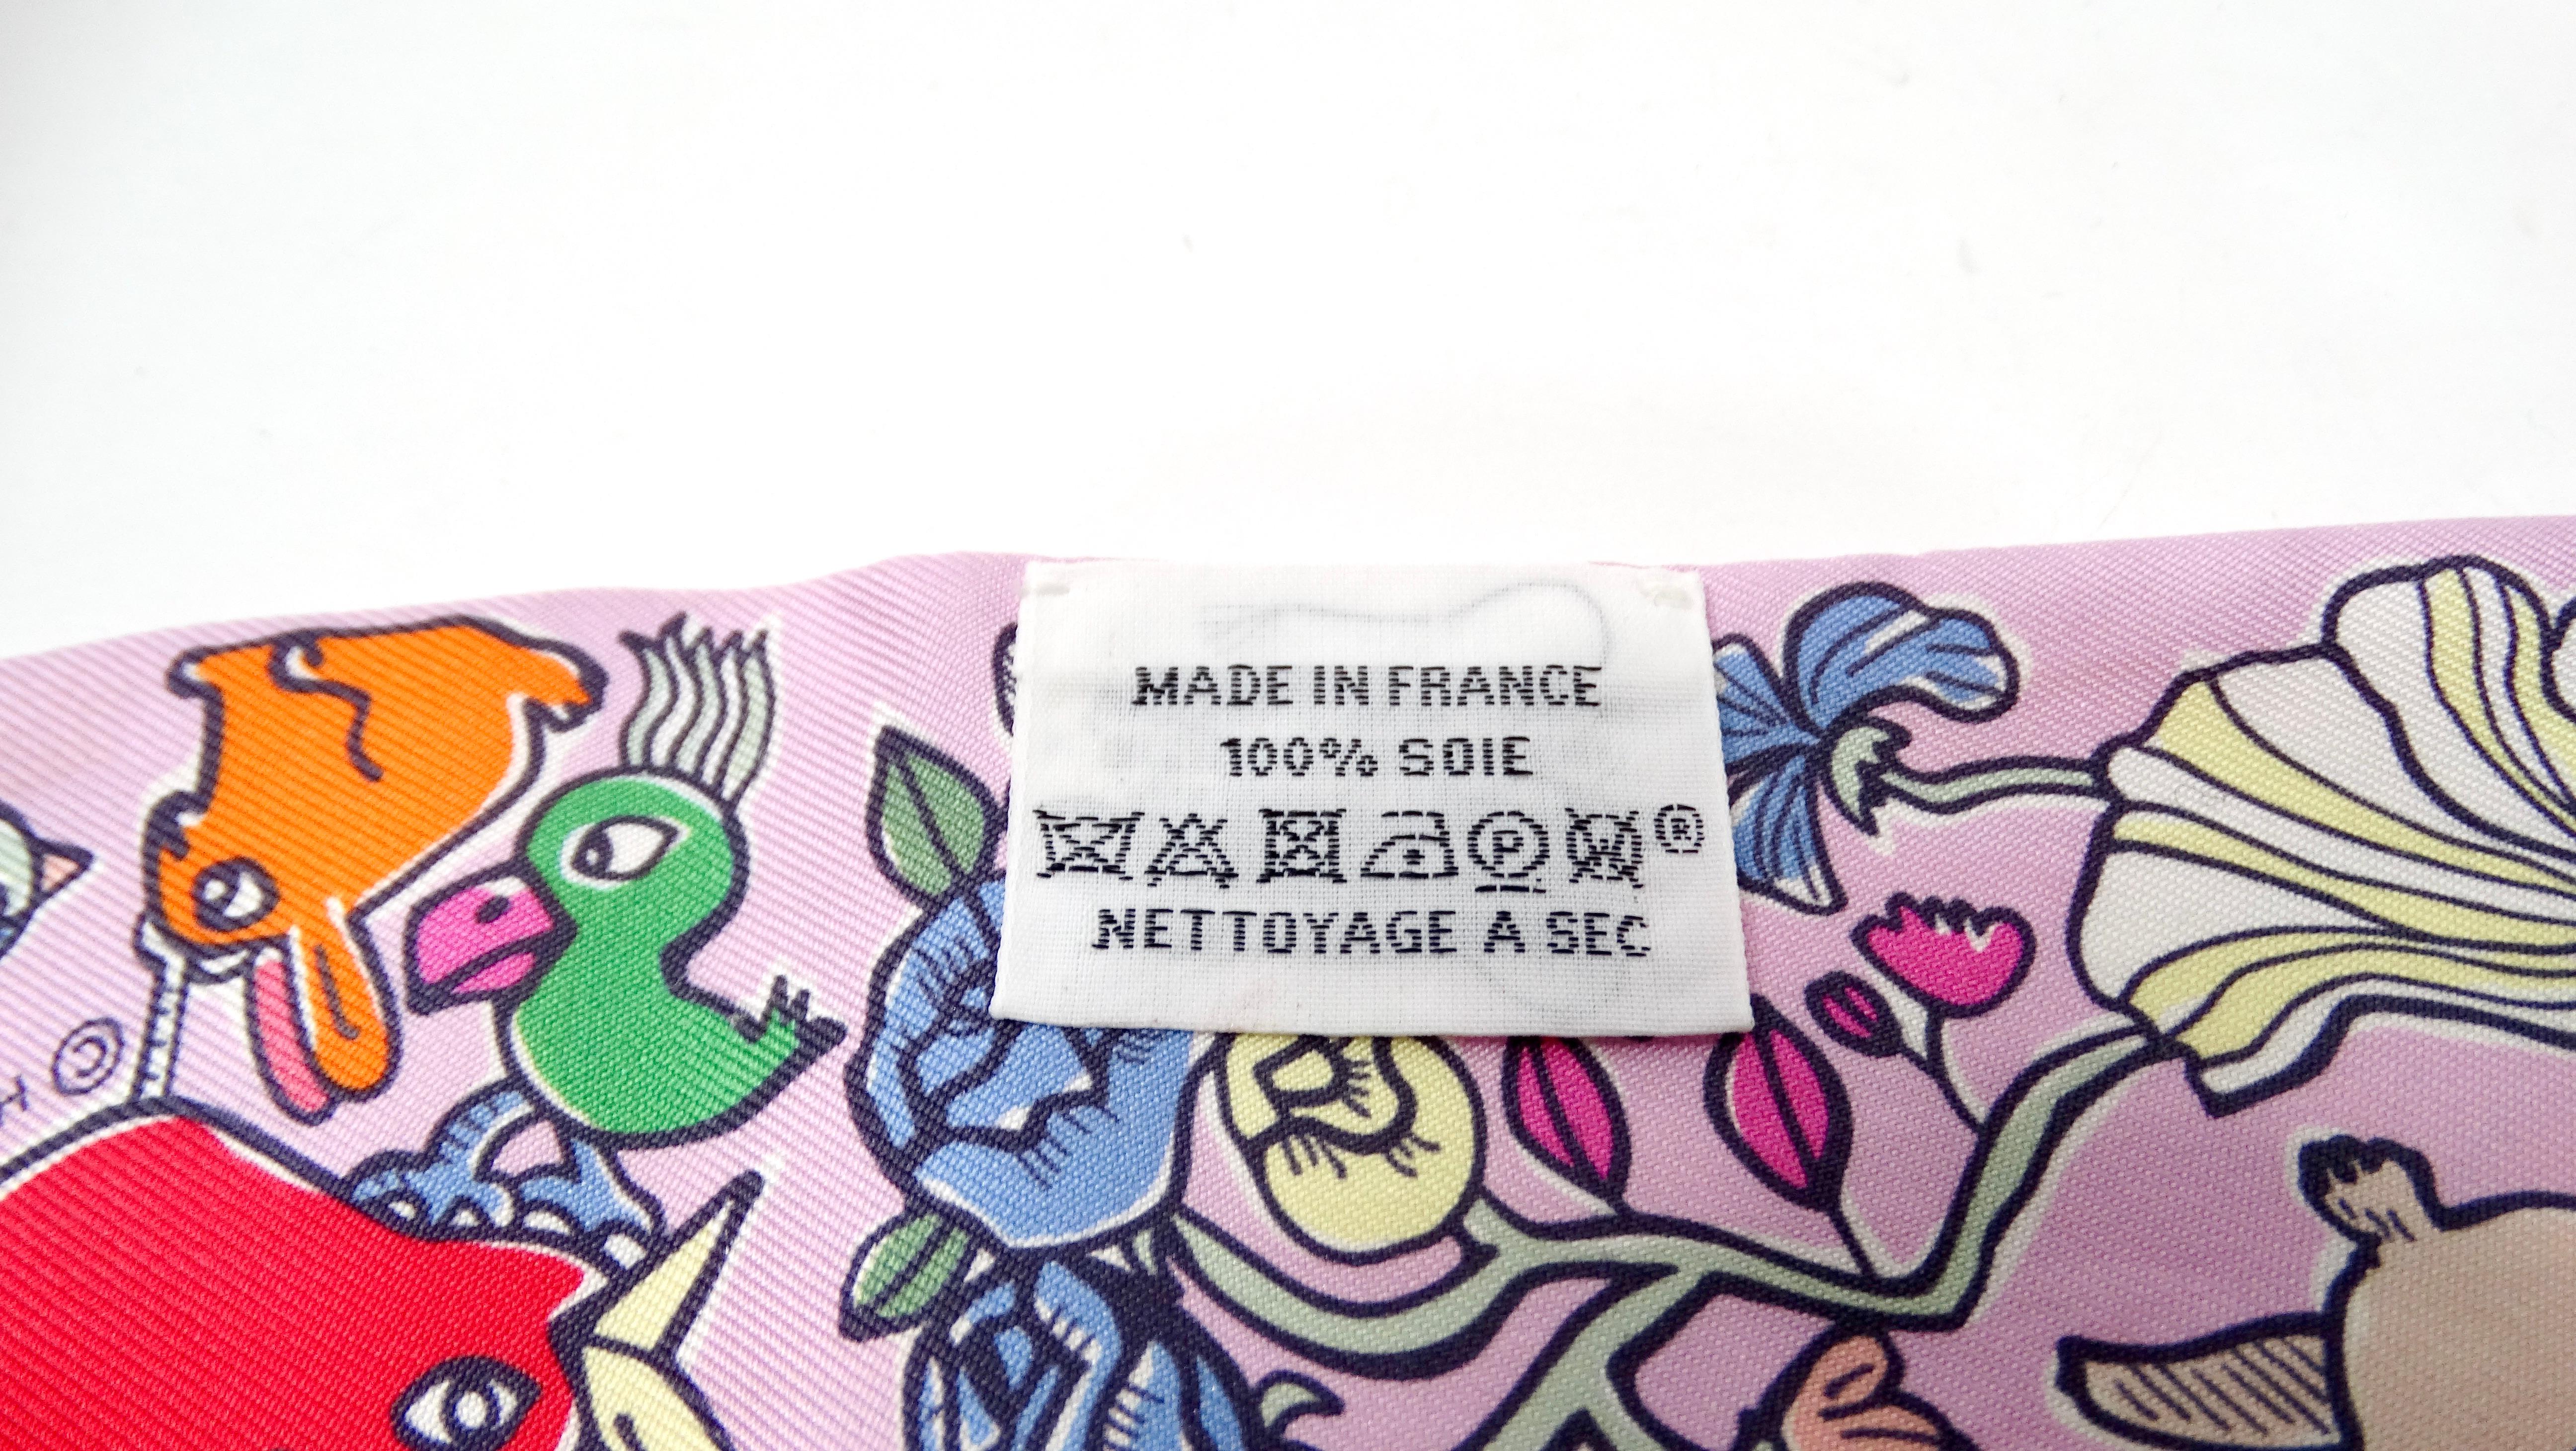 MADE IN FRANCE
100% SOIE
P W ®
NETTOYAGE A SEC
© H